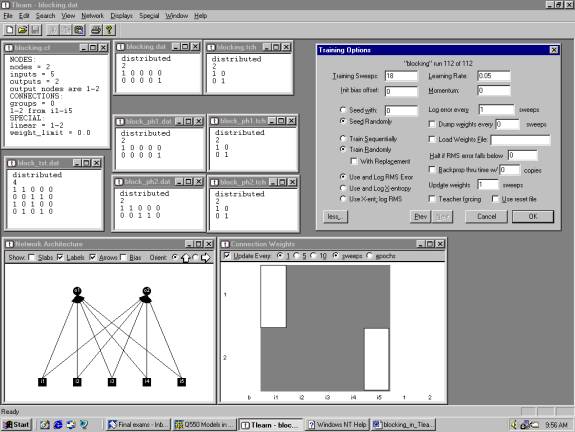 Tlearn - blocking.dat
File Edit Search View Network Displays Special Window Help
blocking.cf
NODES:
nodes = 2
inputs = 5
outputs = 2
output nodes are 1-2
CONNECTIONS:
groups = 0
1-2 from i1-i5
SPECIAL:
linear = 1-2
weight_limit = 0.0
blocking.dat
distributed
2
1 0 0 0 0
0 0 0 0 1
blocking.tch
distributed
2
1 0
0 1
block_ph1.dat
distributed
2
1 0 0 0 0
0 0 0 0 1
block_ph1.tch
distributed
2
1 0
0 1
block_tst.dat
distributed
4
1 1 0 0 0
0 0 1 1 0
1 0 1 0 0
0 1 0 1 0
block_ph2.dat
distributed
2
1 1 0 0 0
0 0 1 1 0
block_ph2.tch
distributed
2
1 0
0 1
Training Options
"blocking" run 112 of 112
Training Sweeps: 18 Learning Rate: 0.05
Init bias offset: 0 Momentum: 0
Seed with: 0 Log error every 1 sweeps
Seed Randomly Dump weights every 0 sweeps
Train Sequentially Load Weights File:
Train Randomly Halt if RMS error falls below 0
With Replacement Backprop thru time w/ 0 copies
Use and Log RMS Error Update weights 1 sweeps
Use and Log X-entropy
Use X-ent, log RMS Teacher forcing Use reset file
less... Prev Next Cancel OK
Network Architecture
Show: Slabs Labels Arrows Bias Orient:
o1 o2
i1 i2 i3 i4 i5
Connection Weights
Update Every: 1 5 10 sweeps epochs
1
2
b i1 i2 i3 i4 i5 1 2
Ready
Start Final exams - Inb... Q550 Models in ... Tlearn - bloc... Windows NT Help blocking_in_Tlea... 9:56 AM